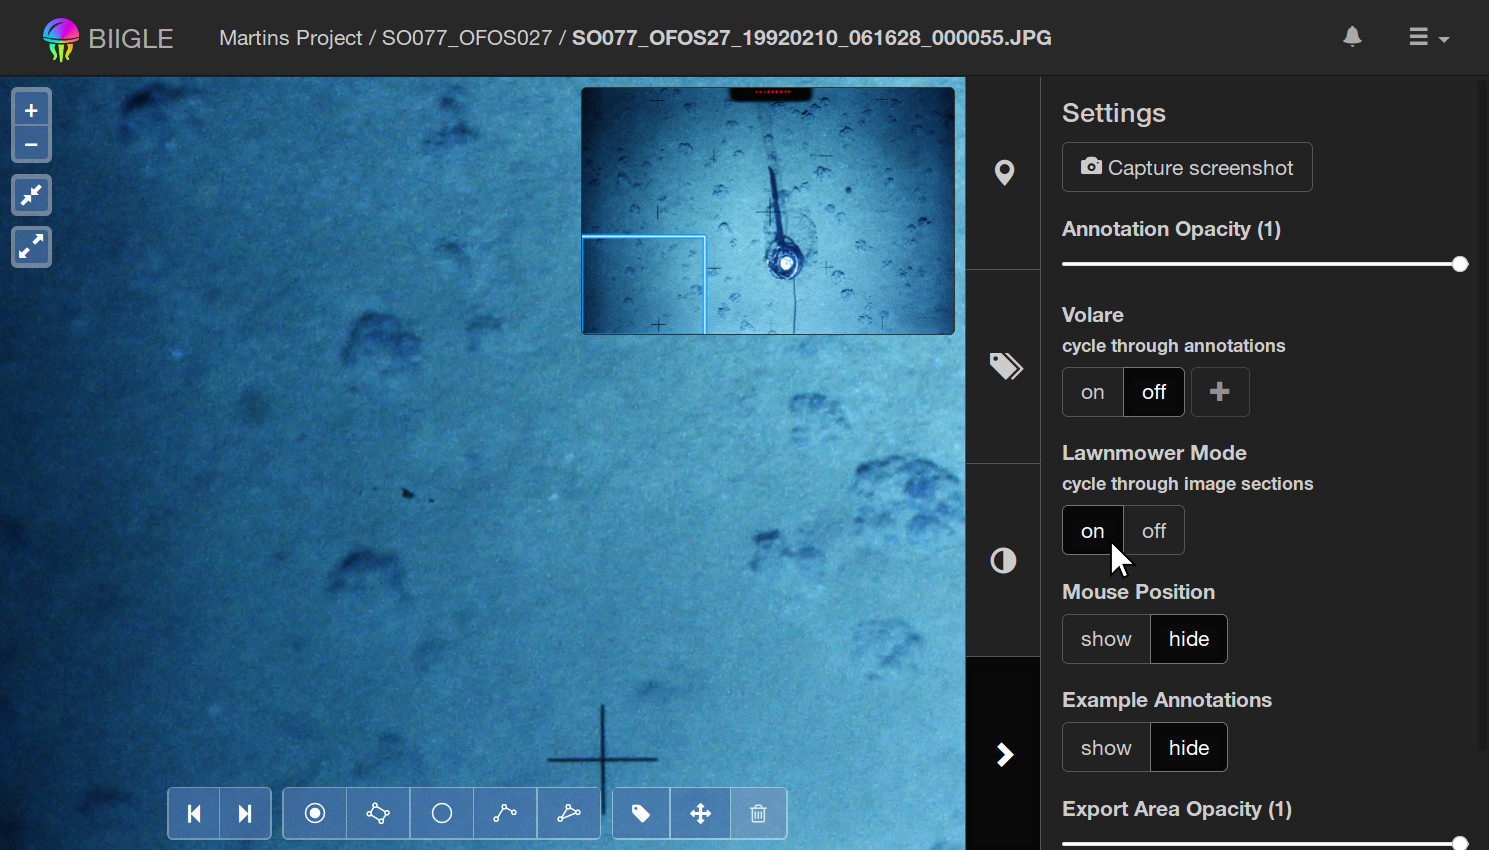 BIIGLE Martins Project / SO077_OFOS027 / SO077_OFOS27_19920210_061628_000055.JPG
Settings
Capture screenshot
Annotation Opacity (1)
Volare
cycle through annotations
on off
Lawnmower Mode
cycle through image sections
on off
Mouse Position
show hide
Example Annotations
show hide
Export Area Opacity (1)